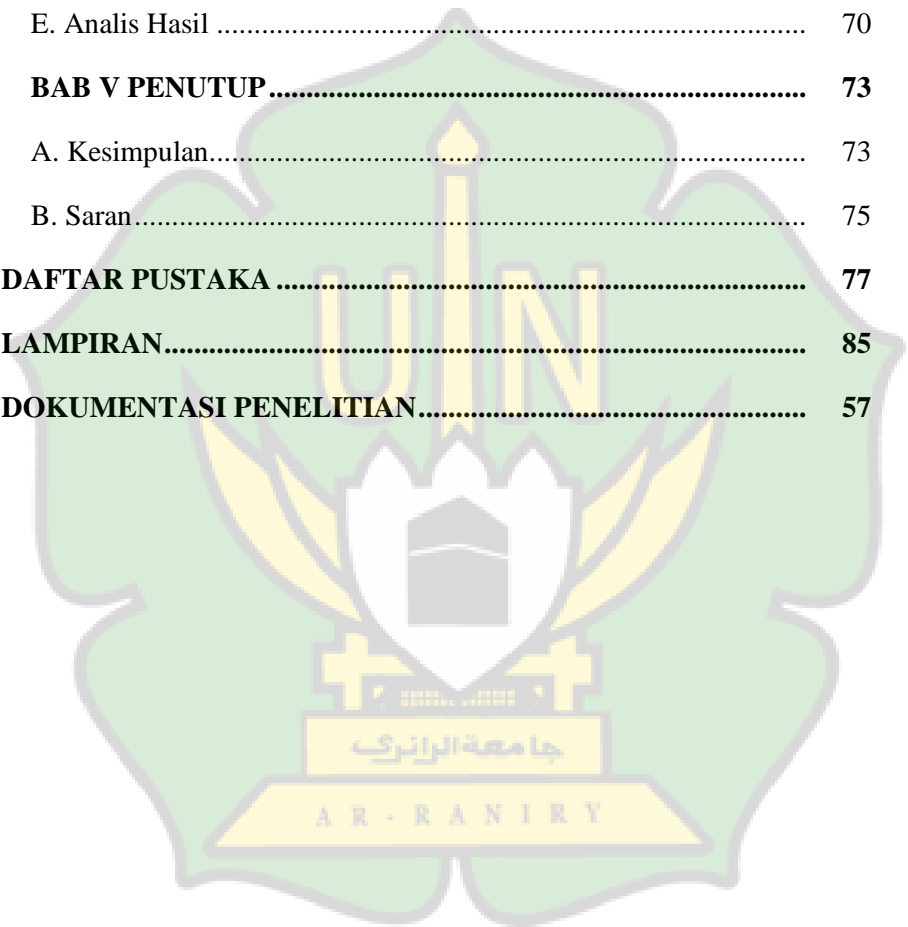 E. Analis Hasil ................................................................................ 70
BAB V PENUTUP ........................................................................ 73
A. Kesimpulan ................................................................................ 73
B. Saran .......................................................................................... 75
DAFTAR PUSTAKA ....................................................................... 77
LAMPIRAN ...................................................................................... 85
DOKUMENTASI PENELITIAN .................................................... 57
UIN
جامعة الرانري
AR-RANIRY